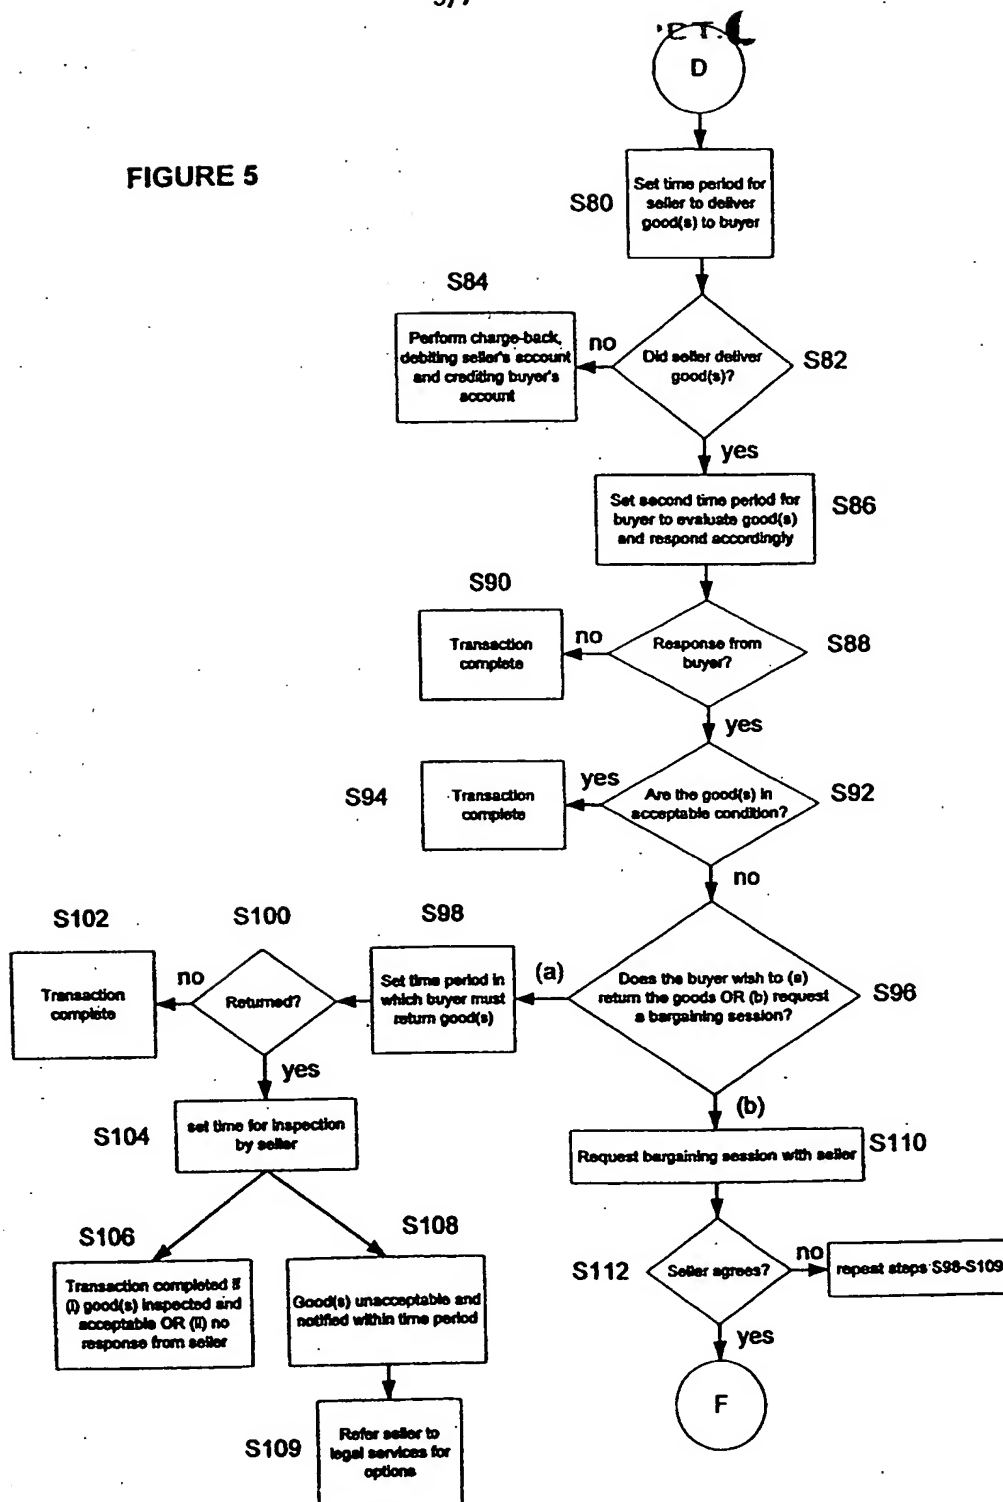 D
FIGURE 5
S80
Set time period for
seller to deliver
good(s) to buyer
S84
Perform charge-back,
debiting seller's account
and crediting buyer's
account
no
Did seller deliver
good(s)?
S82
yes
Set second time period for
buyer to evaluate good(s)
and respond accordingly
S86
S90
Transaction
complete
no
Response from
buyer?
S88
yes
S94
Transaction
complete
yes
Are the good(s) in
acceptable condition?
S92
no
S102
S100
S98
Transaction
complete
no
Returned?
Set time period in
which buyer must
return good(s)
(a)
Does the buyer wish to (a)
return the goods OR (b) request
a bargaining session?
S96
yes
(b)
S104
set time for inspection
by seller
Request bargaining session with seller
S110
S106
S108
Transaction completed if
(i) good(s) inspected and
acceptable OR (ii) no
response from seller
Good(s) unacceptable and
notified within time period
S112
Seller agrees?
no
repeat steps S98-S109
yes
F
S109
Refer seller to
legal services for
options